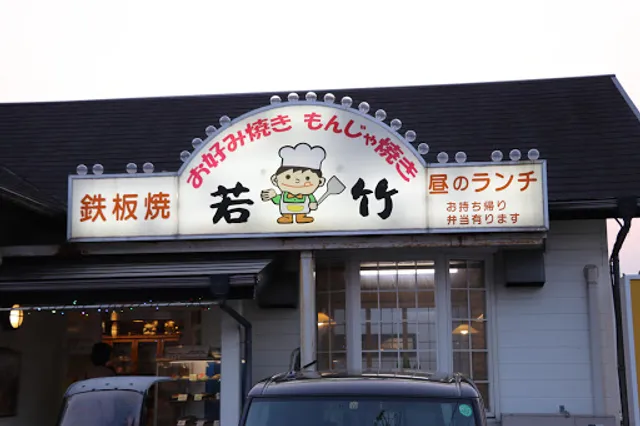 お好み焼き もんじゃ焼き
鉄板焼
若竹
昼のランチ
お持ち帰り
弁当有ります